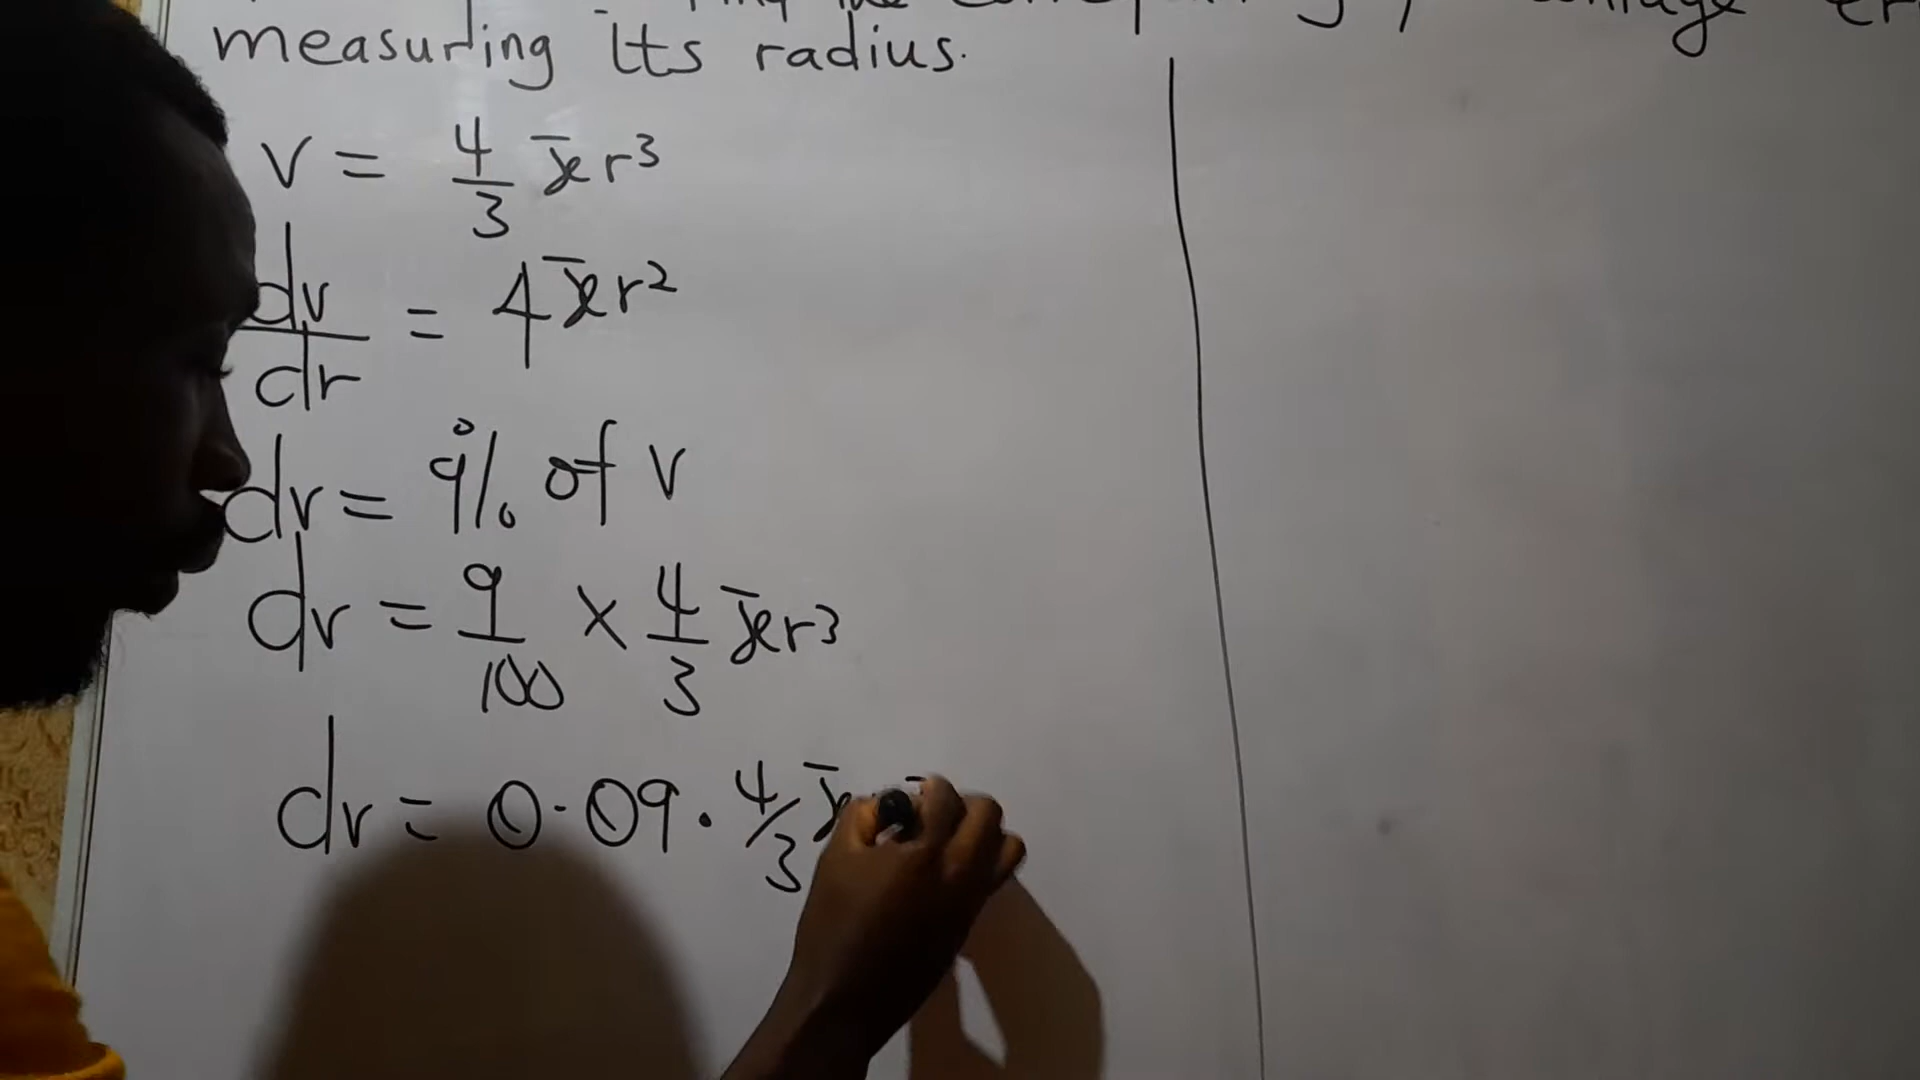 measuring its radius.
v = 4/3 πr³
dv/dr = 4πr²
dv = 9% of v
dv = 9/100 × 4/3 πr³
dv = 0.09 · 4/3 π